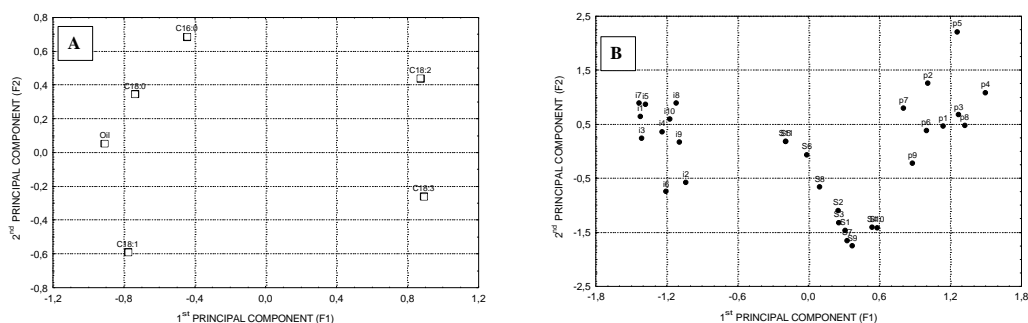 A
2nd PRINCIPAL COMPONENT (F2)
0,8
0,6
0,4
0,2
0,0
-0,2
-0,4
-0,6
-0,8
C16:0
C18:2
C18:0
Oil
C18:3
C18:1
-1,2
-0,8
-0,4
0,0
0,4
0,8
1,2
1st PRINCIPAL COMPONENT (F1)
B
2nd PRINCIPAL COMPONENT (F2)
2,5
1,5
0,5
-0,5
-1,5
-2,5
p5
p2
p4
i7
i5
i8
p7
i1
i10
p3
i4
p6
p1
p8
i3
i9
S6
p9
S8
i2
i6
S2
S3
S1
S7
S9
-1,8
-1,2
-0,6
0,0
0,6
1,2
1,8
1st PRINCIPAL COMPONENT (F1)